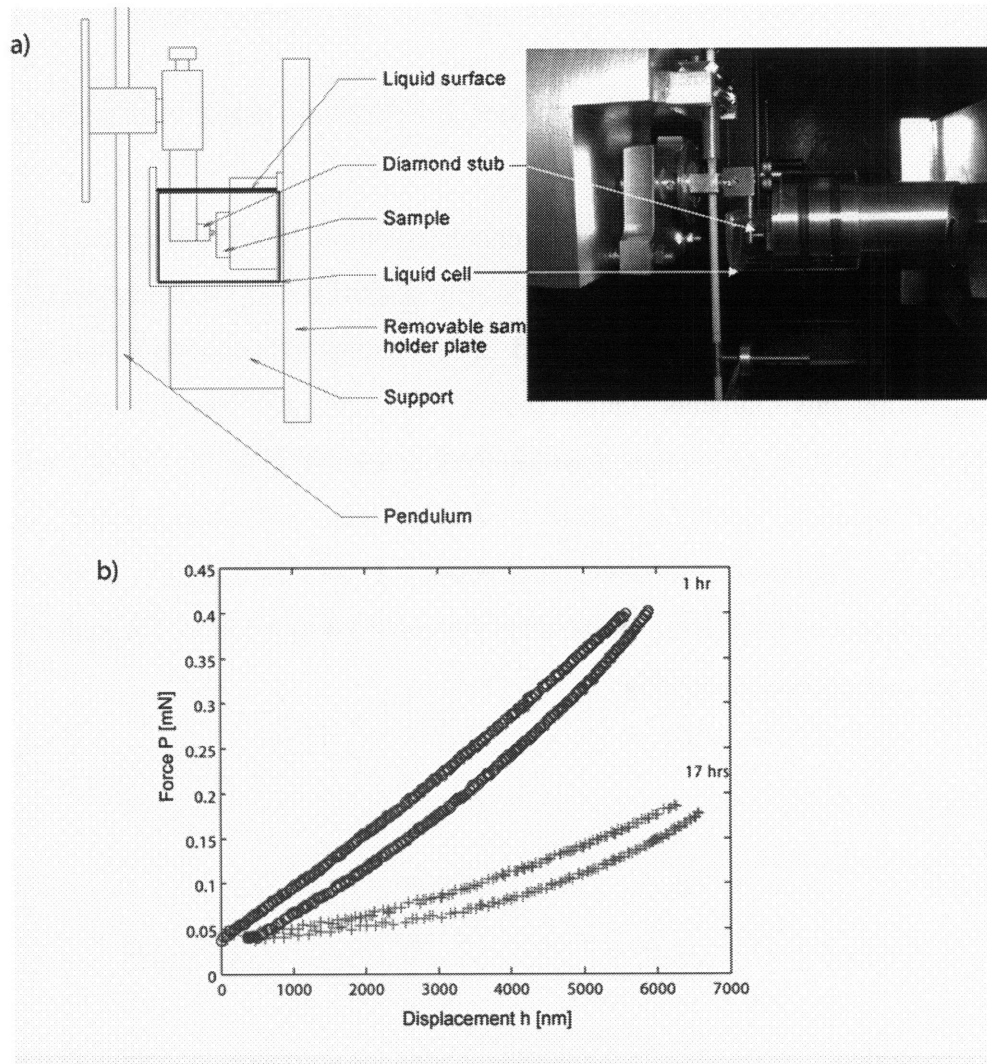 a)
Liquid surface
Diamond stub
Sample
Liquid cell
Removable sam
holder plate
Support
Pendulum
b)
0.45
0.4
0.35
0.3
0.25
0.2
0.15
0.1
0.05
0
0
1000
2000
3000
4000
5000
6000
7000
Force P [mN]
Displacement h [nm]
1 hr
17 hrs